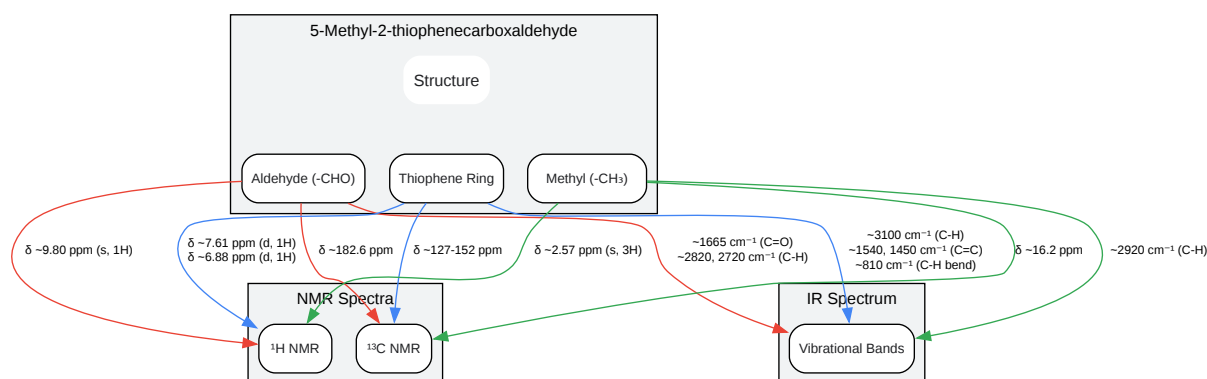 5-Methyl-2-thiophenecarboxaldehyde
Structure
Aldehyde (-CHO)
Thiophene Ring
Methyl (-CH₃)
δ ~9.80 ppm (s, 1H)
δ ~7.61 ppm (d, 1H)
δ ~6.88 ppm (d, 1H)
δ ~182.6 ppm
δ ~127-152 ppm
δ ~2.57 ppm (s, 3H)
~1665 cm⁻¹ (C=O)
~2820, 2720 cm⁻¹ (C-H)
~3100 cm⁻¹ (C-H)
~1540, 1450 cm⁻¹ (C=C)
~810 cm⁻¹ (C-H bend)
δ ~16.2 ppm
~2920 cm⁻¹ (C-H)
NMR Spectra
¹H NMR
¹³C NMR
IR Spectrum
Vibrational Bands